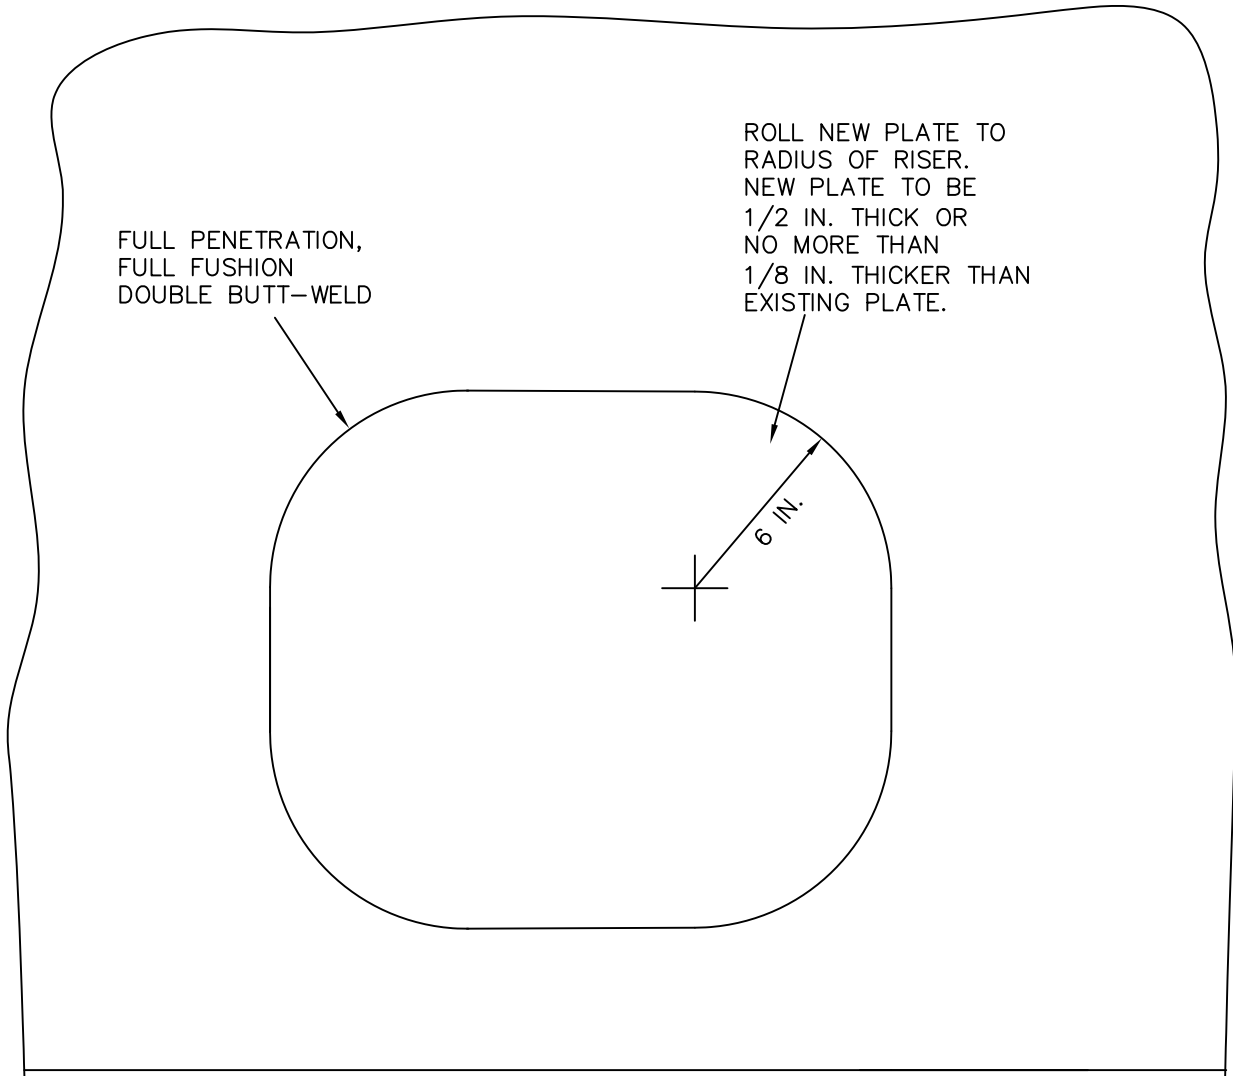 FULL PENETRATION,
FULL FUSHION
DOUBLE BUTT-WELD
ROLL NEW PLATE TO
RADIUS OF RISER.
NEW PLATE TO BE
1/2 IN. THICK OR
NO MORE THAN
1/8 IN. THICKER THAN
EXISTING PLATE.
6 IN.